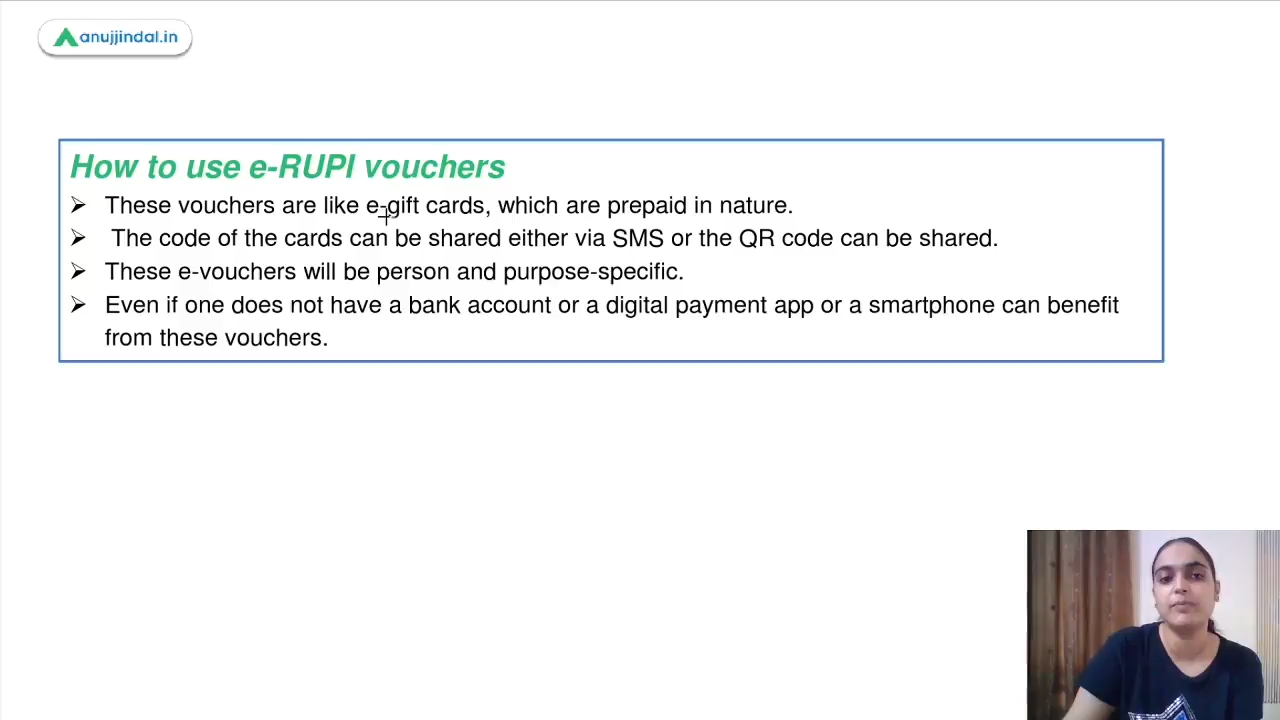 anujjindal.in
How to use e-RUPI vouchers
➢ These vouchers are like e-gift cards, which are prepaid in nature.
➢ The code of the cards can be shared either via SMS or the QR code can be shared.
➢ These e-vouchers will be person and purpose-specific.
➢ Even if one does not have a bank account or a digital payment app or a smartphone can benefit
from these vouchers.